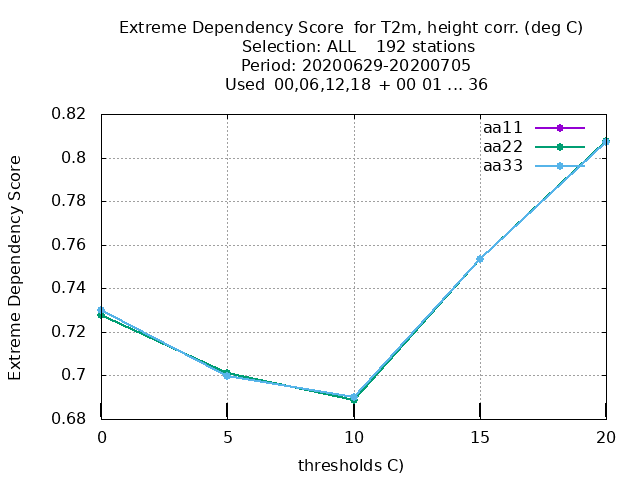 Extreme Dependency Score  for T2m, height corr. (deg C)
Selection: ALL    192 stations
Period: 20200629-20200705
Used  00,06,12,18  + 00 01 ... 36
Extreme Dependency Score
0.82
0.8
0.78
0.76
0.74
0.72
0.7
0.68
aa11
aa22
aa33
0 5 10 15 20
thresholds C)